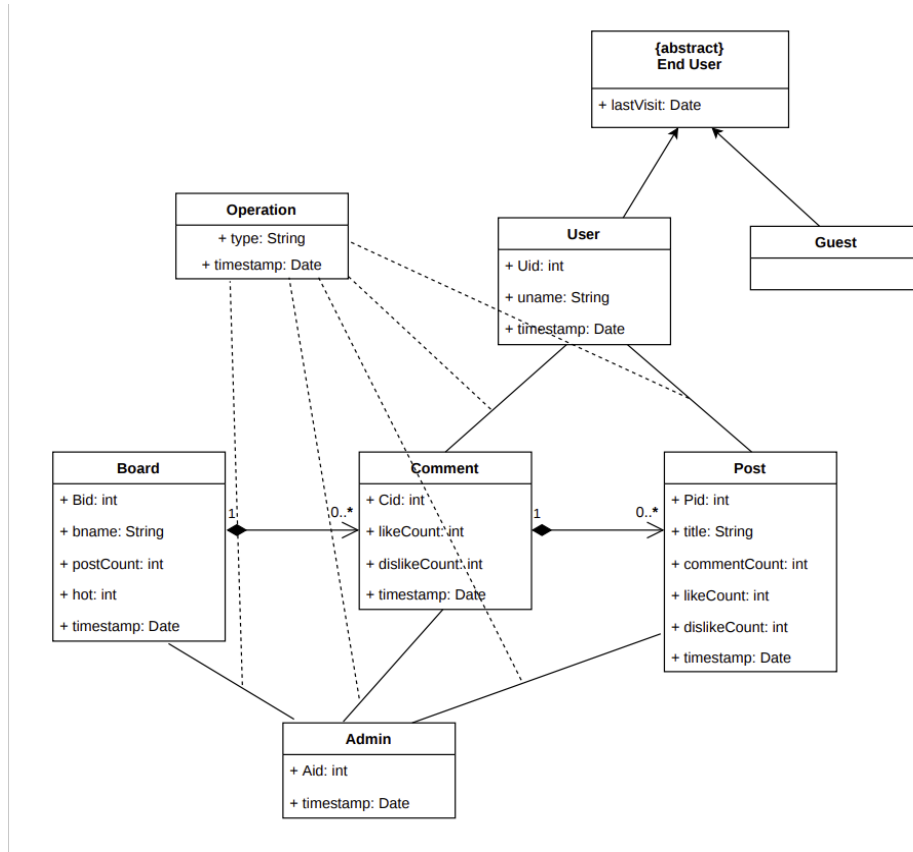 {abstract}
End User
+ lastVisit: Date
Operation
+ type: String
+ timestamp: Date
User
+ Uid: int
+ uname: String
+ timestamp: Date
Guest
Board
+ Bid: int
+ bname: String
+ postCount: int
+ hot: int
+ timestamp: Date
1
0..*
Comment
+ Cid: int
+ likeCount: int
+ dislikeCount: int
+ timestamp: Date
1
0..*
Post
+ Pid: int
+ title: String
+ commentCount: int
+ likeCount: int
+ dislikeCount: int
+ timestamp: Date
Admin
+ Aid: int
+ timestamp: Date